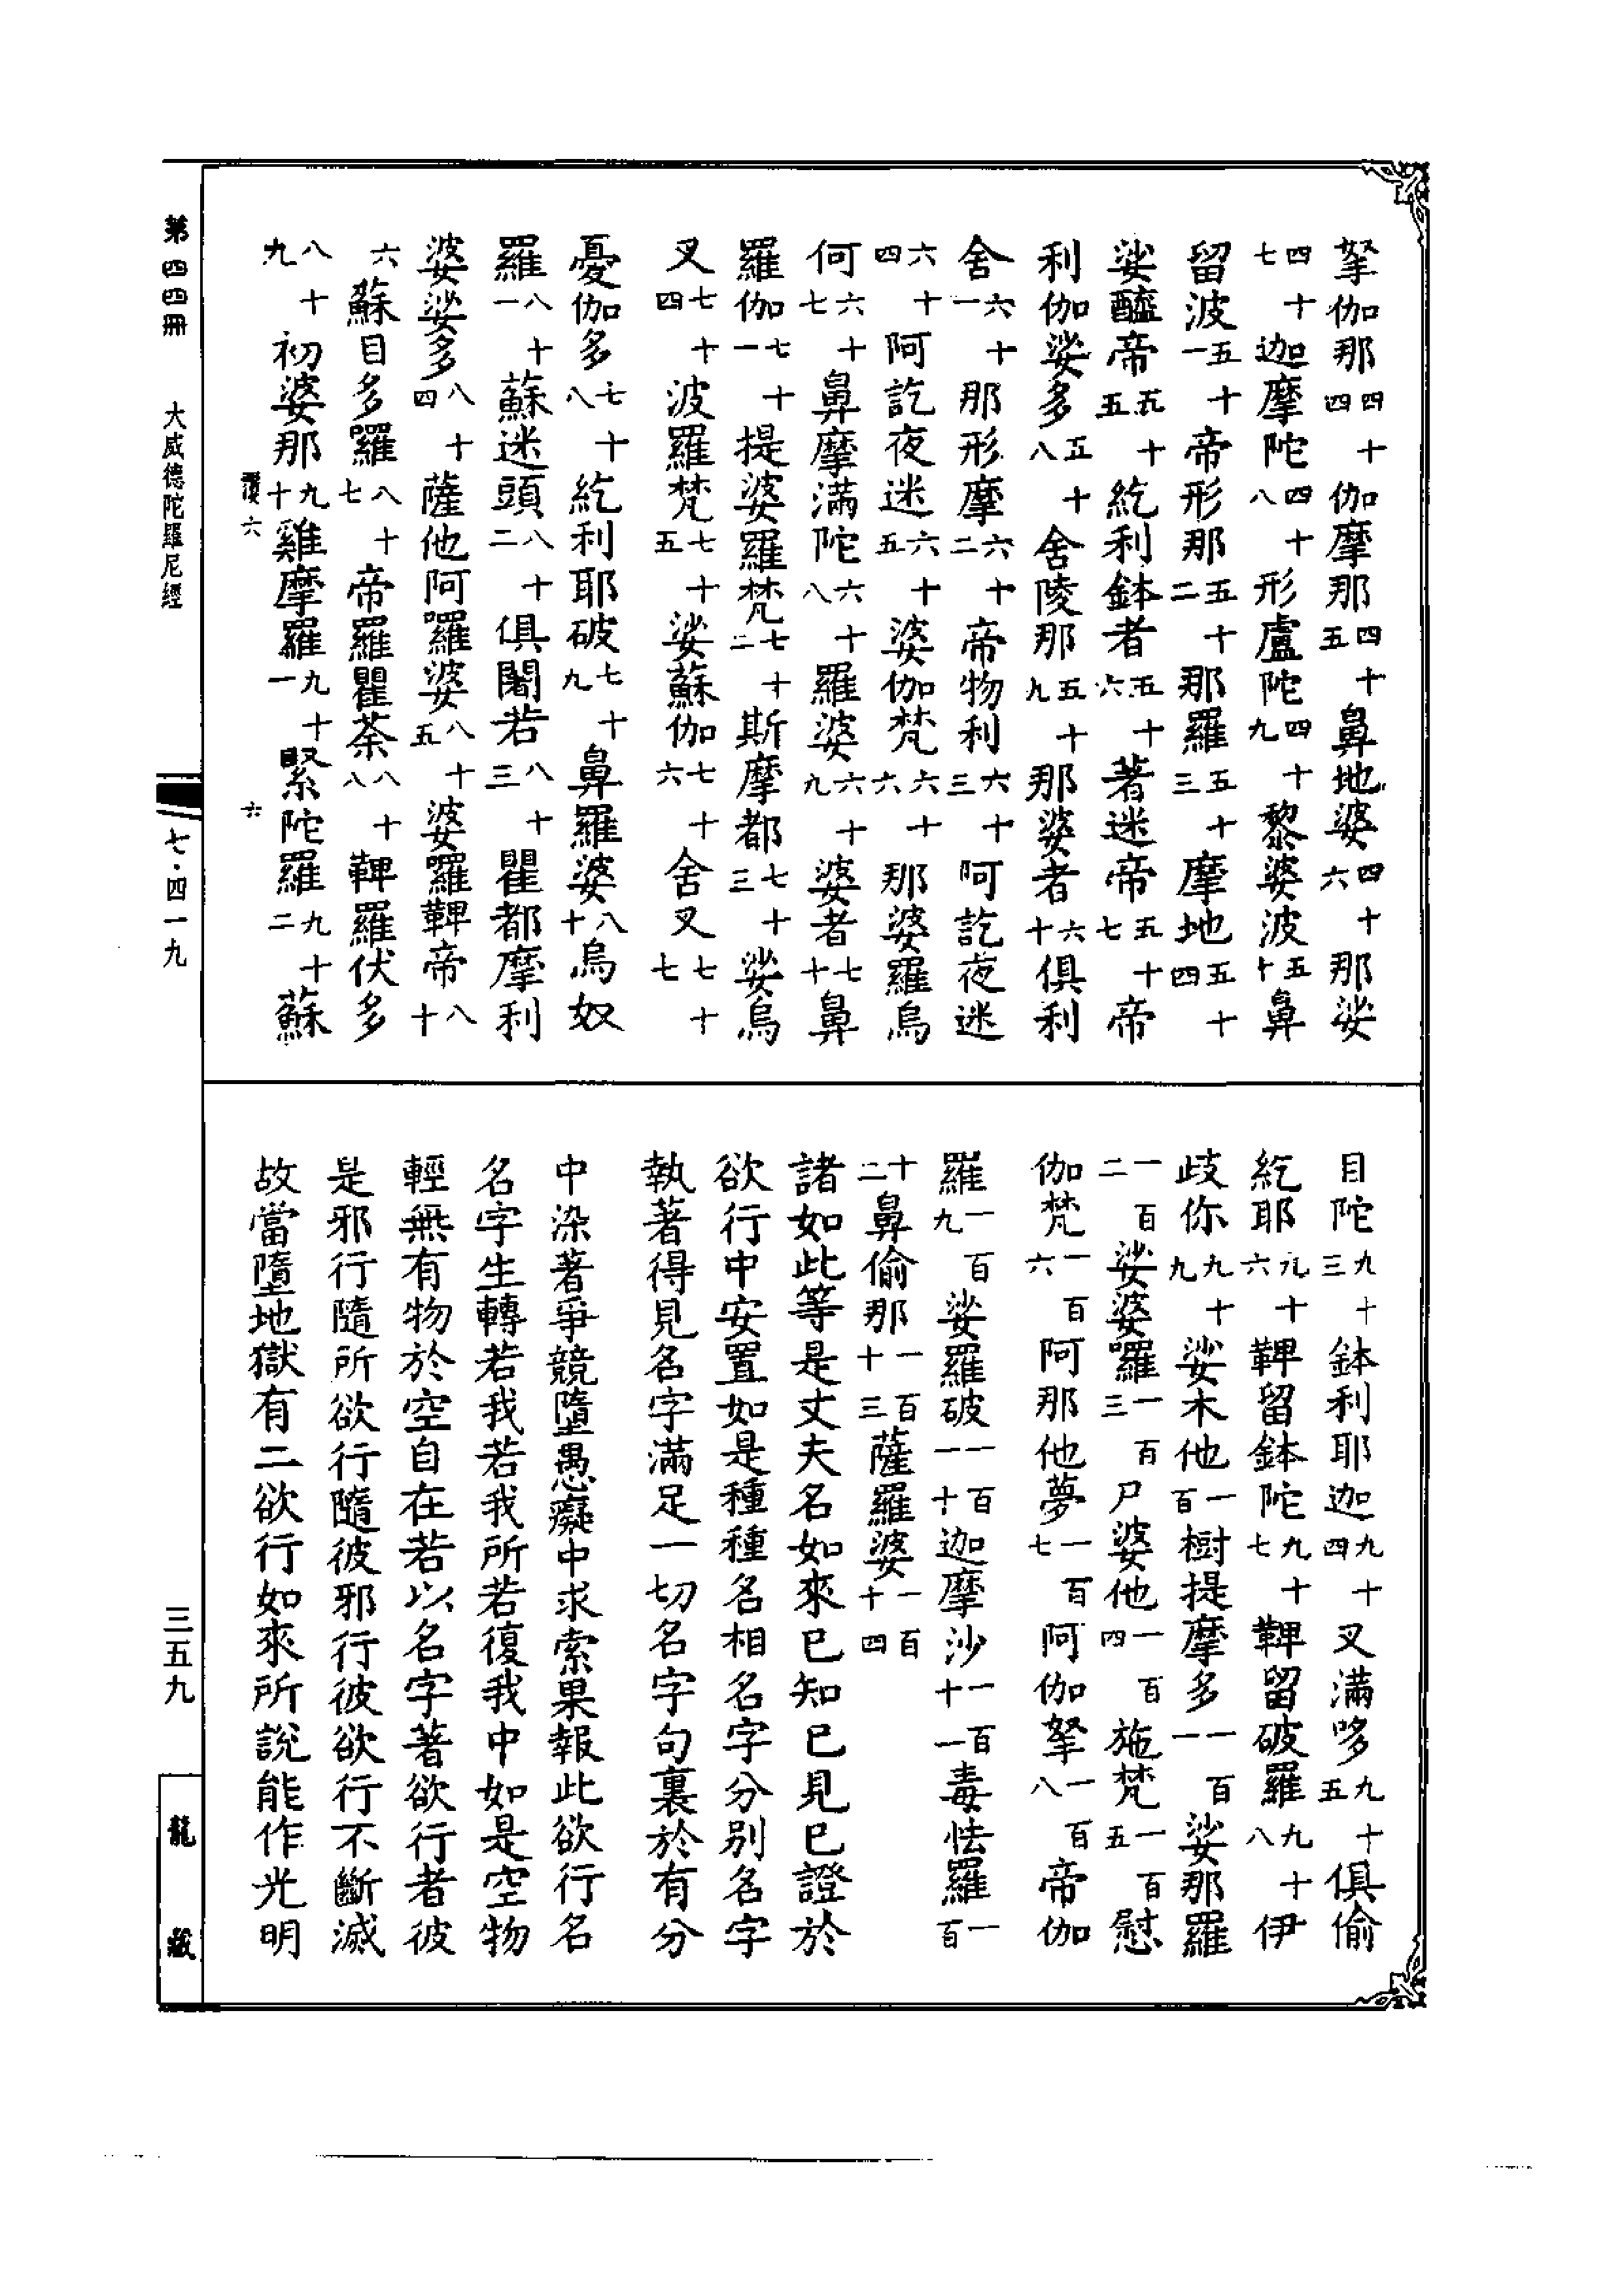 拏伽那四十四伽摩那四十五鼻地婆四十六那娑
四十七迦摩陀四十八形盧陀四十九黎婆波五十鼻
留波五十一帝形那五十二那羅五十三摩地五十四
娑醯帝五十五紇利鉢者五十六著迷帝五十七帝
利伽娑多五十八舍陵那五十九那婆者六十俱利
舍六十一那形摩六十二帝物利六十三阿訖夜迷
六十四阿訖夜迷六十五婆伽梵六十六那婆羅烏
何六十七鼻摩滿陀六十八羅婆六十九婆者七十鼻
羅伽七十一提婆羅梵七十二斯摩都七十三娑烏
叉七十四波羅梵七十五娑蘇伽七十六舍叉七十七
憂伽多七十八紇利耶破七十九鼻羅婆八十烏奴
羅八十一蘇迷頭八十二俱闍若八十三瞿都摩利
婆娑多八十四薩他阿囉婆八十五婆囉鞞帝八十
六蘇目多羅八十七帝羅瞿荼八十八鞞羅伏多
八十九初婆那九十雞摩羅九十一緊陀羅九十二蘇
目陀九十三鉢利耶迦九十四叉滿哆九十五俱偷
紇耶九十六鞞留鉢陀九十七鞞留破羅九十八伊
歧你九十九娑木他一百樹提摩多一百一娑那羅
一百二娑婆囉一百三尸婆他一百四施梵一百五慰
伽梵一百六阿那他夢一百七阿伽拏一百八帝伽
羅一百九娑羅破一百一十迦摩沙一百十一毒怯羅一百
十二鼻偷那一百十三薩羅婆一百十四
諸如此等是丈夫名如來已知已見已證於
欲行中安置如是種種名相名字分別名字
執著得見名字滿足一切名字句裏於有分
中染著爭競墮愚癡中求索果報此欲行名
名字生轉若我若我所若復我中如是空物
輕無有物於空自在若以名字著欲行者彼
是邪行隨所欲行隨彼邪行彼欲行不斷滅
故當墮地獄有二欲行如來所說能作光明
第四四冊 大威德陀羅尼經
七·四一九
三五九
龍藏
六
六